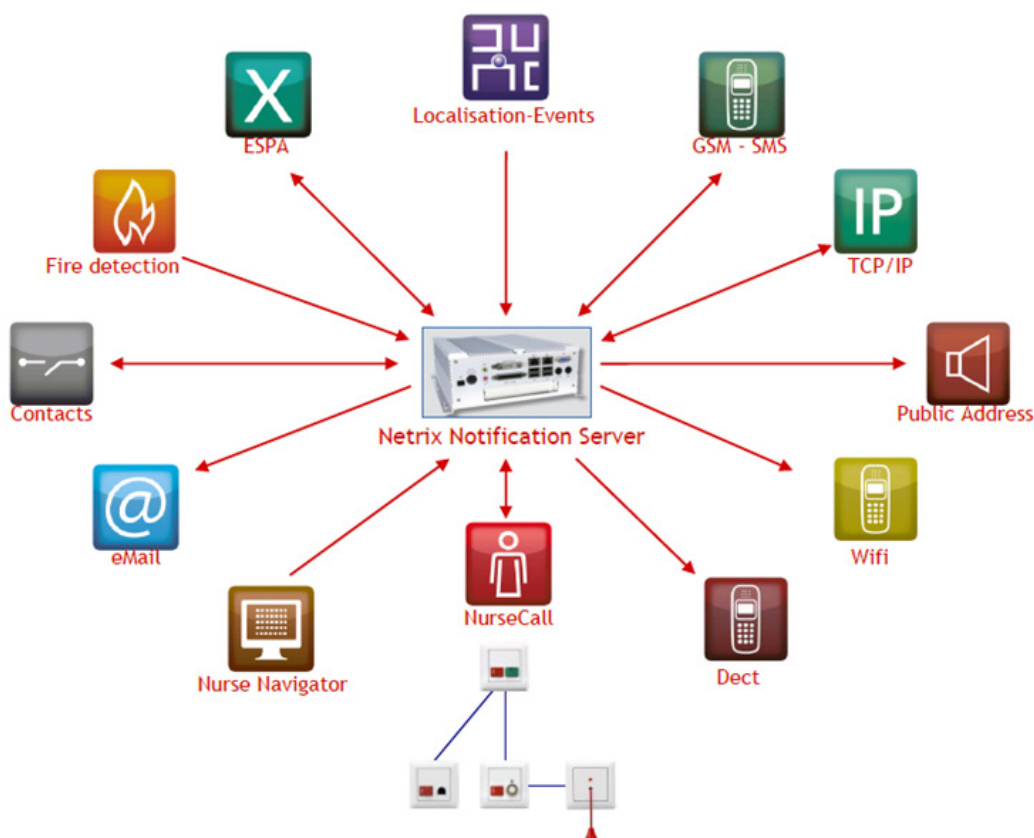 Localisation-Events
X
ESPA
GSM - SMS
Fire detection
IP
TCP/IP
Contacts
Public Address
Netrix Notification Server
@
eMail
Wifi
NurseCall
Nurse Navigator
Dect